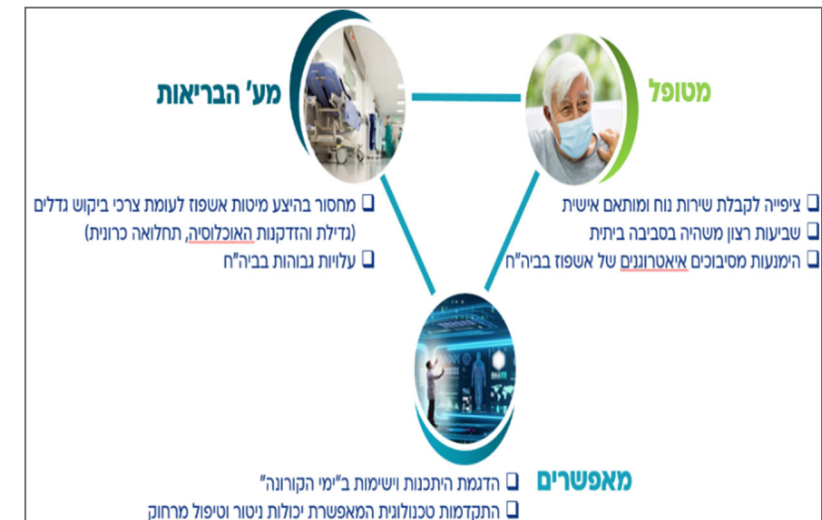 מטופל
❑ ציפייה לקבלת שירות נוח ומותאם אישית
❑ שביעות רצון משהיה בסביבה ביתית
❑ הימנעות מסיבוכים איאטרוגנים של אשפוז בביה"ח
מע' הבריאות
❑ מחסור בהיצע מיטות אשפוז לעומת צרכי ביקוש גדלים
(גדילת והזדקנות האוכלוסיה, תחלואה כרונית)
❑ עלויות גבוהות בביה"ח
מאפשרים
❑ הדגמת היתכנות וישימות ב"ימי הקורונה"
❑ התקדמות טכנולוגית המאפשרת יכולות ניטור וטיפול מרחוק